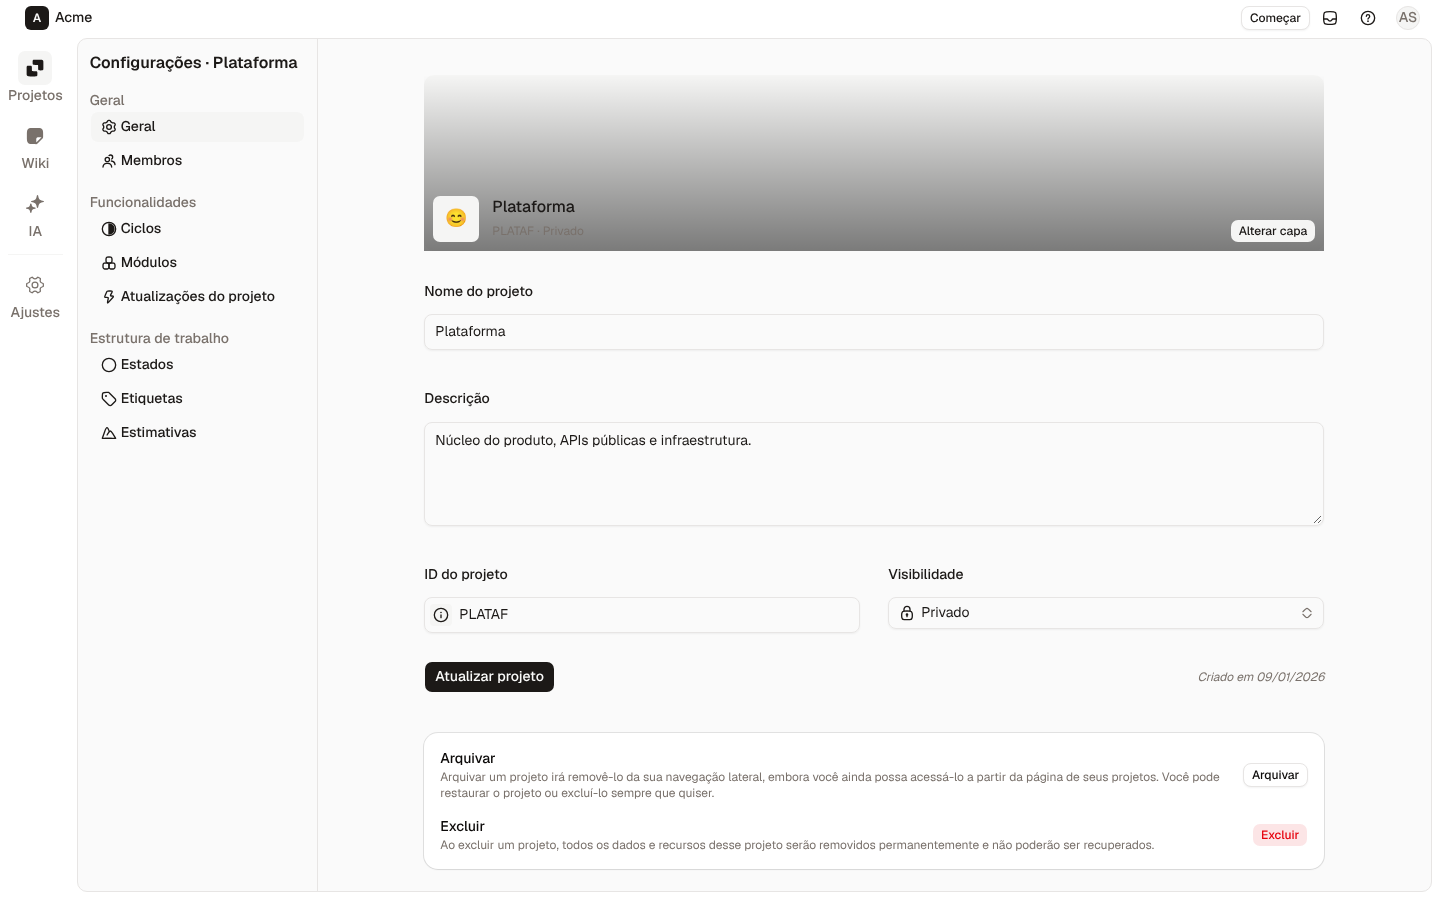 A Acme
Começar
AS
Projetos
Wiki
IA
Ajustes
Configurações · Plataforma
Geral
Geral
Membros
Funcionalidades
Ciclos
Módulos
Atualizações do projeto
Estrutura de trabalho
Estados
Etiquetas
Estimativas
Plataforma
PLATAF · Privado
Alterar capa
Nome do projeto
Plataforma
Descrição
Núcleo do produto, APIs públicas e infraestrutura.
ID do projeto
PLATAF
Visibilidade
Privado
Atualizar projeto
Criado em 09/01/2026
Arquivar
Arquivar um projeto irá removê-lo da sua navegação lateral, embora você ainda possa acessá-lo a partir da página de seus projetos. Você pode
restaurar o projeto ou excluí-lo sempre que quiser.
Arquivar
Excluir
Ao excluir um projeto, todos os dados e recursos desse projeto serão removidos permanentemente e não poderão ser recuperados.
Excluir